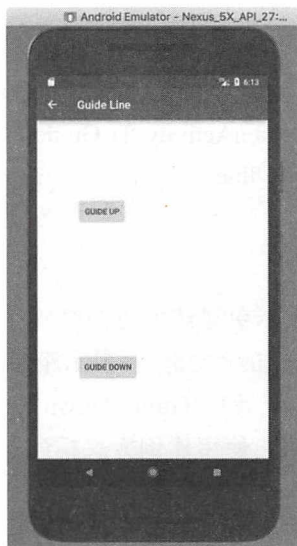 Android Emulator - Nexus_5X_API_27:...
6:13
Guide Line
GUIDE UP
GUIDE DOWN